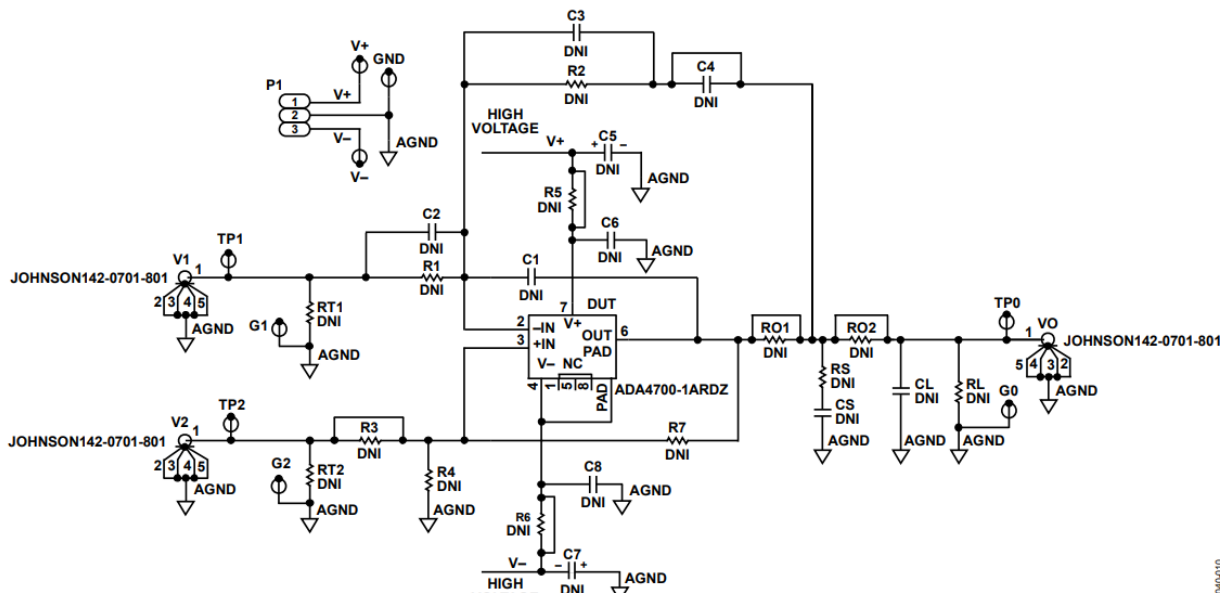 C3
DNI
R2
DNI
C4
DNI
V+
GND
P1
1
V+
2
3
V–
AGND
V–
HIGH
VOLTAGE
V+
+
C5
–
DNI
AGND
R5
DNI
C6
DNI
AGND
C2
DNI
TP1
V1
1
JOHNSON142-0701-801
2 3 4 5
AGND
RT1
DNI
G1
AGND
R1
DNI
C1
DNI
7
DUT
2
–IN
V+
3
+IN
OUT
6
PAD
V– NC
4
1
5
8
PAD
ADA4700-1ARDZ
RO1
DNI
RO2
DNI
TP0
1
VO
JOHNSON142-0701-801
5 4 3 2
AGND
RS
DNI
CS
DNI
AGND
CL
DNI
AGND
RL
DNI
G0
AGND
TP2
V2
1
JOHNSON142-0701-801
2 3 4 5
AGND
RT2
DNI
G2
AGND
R3
DNI
R4
DNI
AGND
R7
DNI
C8
DNI
AGND
R6
DNI
V–
HIGH
–
C7
+
DNI
AGND